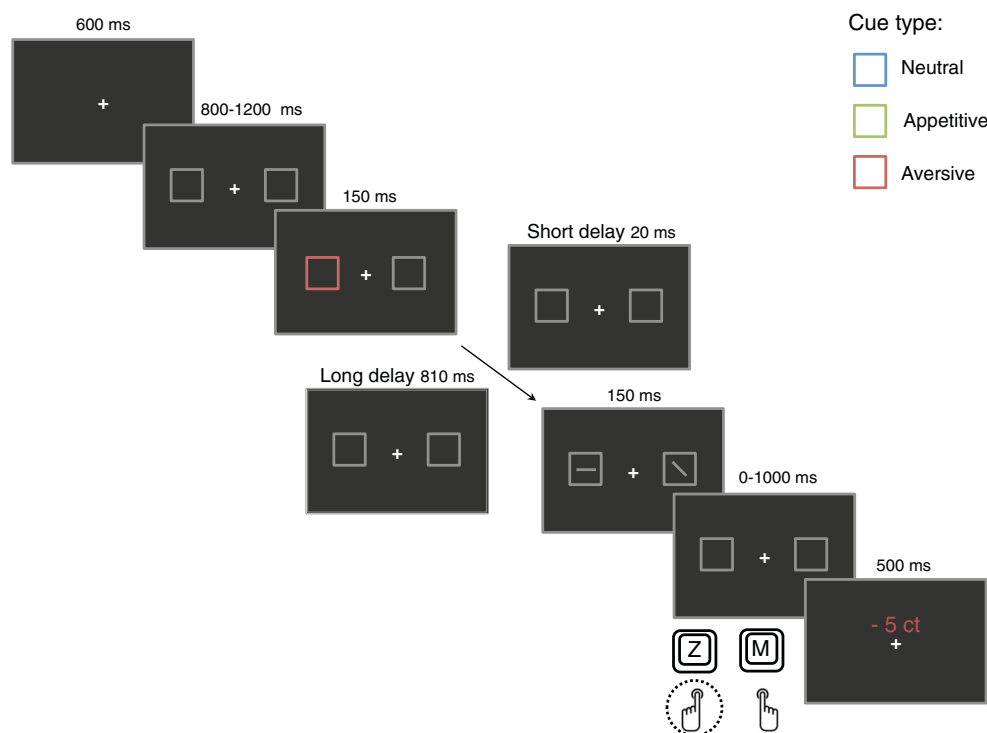 600 ms
800-1200 ms
150 ms
Cue type:
Neutral
Appetitive
Aversive
Short delay 20 ms
Long delay 810 ms
150 ms
0-1000 ms
500 ms
- 5 ct
Z
M